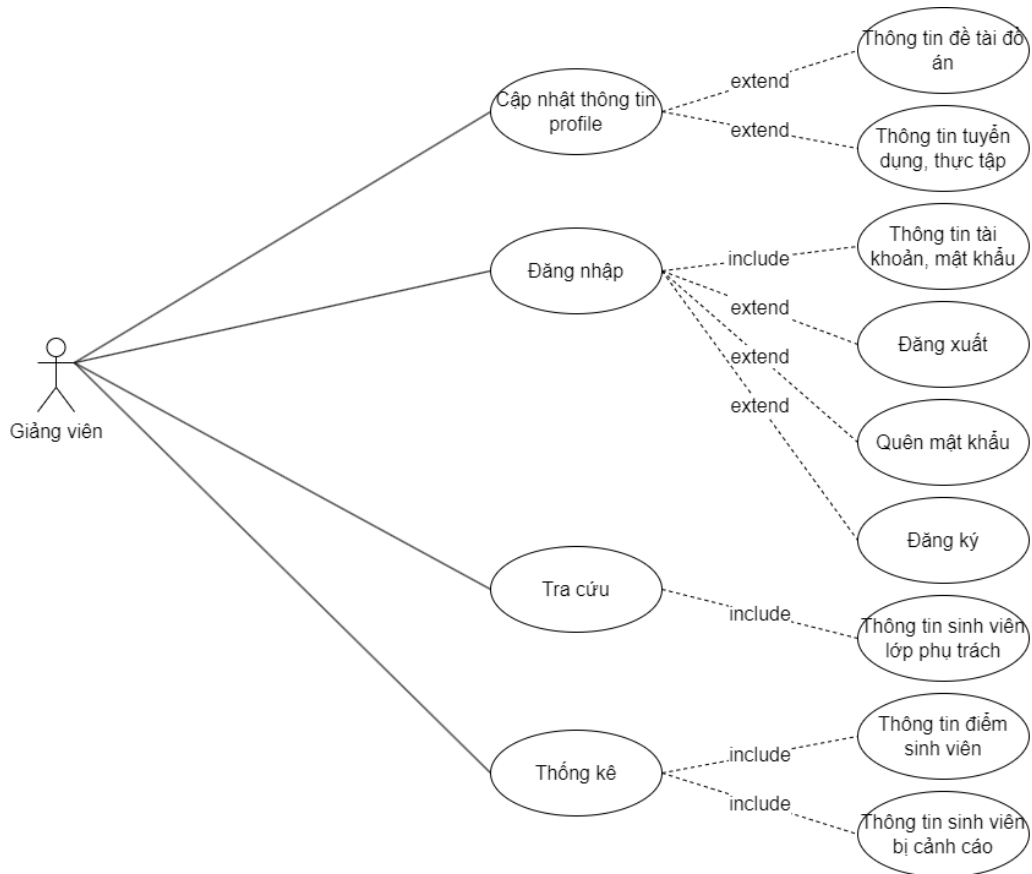 Thông tin đề tài đồ
án
extend
Cập nhật thông tin
profile
extend
Thông tin tuyển
dụng, thực tập
Thông tin tài
khoản, mật khẩu
include
Đăng nhập
extend
Đăng xuất
extend
extend
Quên mật khẩu
Giảng viên
Đăng ký
Tra cứu
include
Thông tin sinh viên
lớp phụ trách
Thông tin điểm
sinh viên
include
Thống kê
include
Thông tin sinh viên
bị cảnh cáo